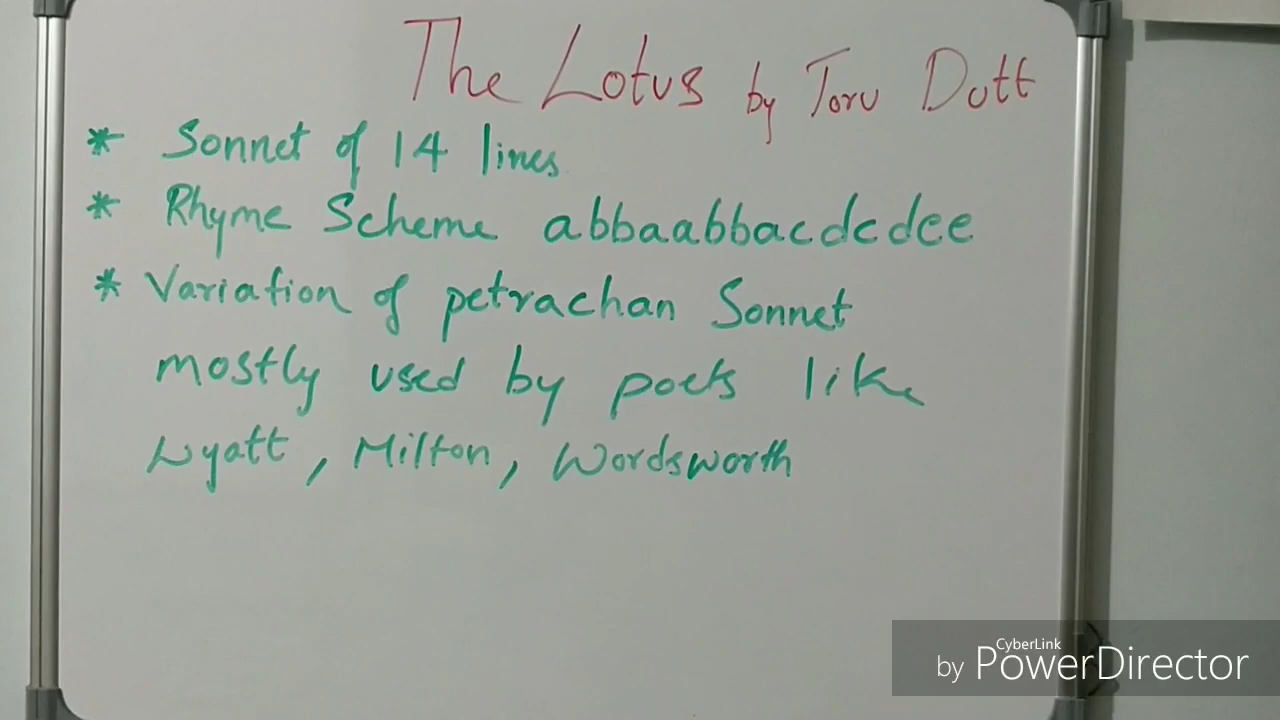 The Lotus by Toru Dutt
* Sonnet of 14 lines
* Rhyme Scheme abbaabbacdcdee
* Variation of petrachan Sonnet
mostly used by poets like
Wyatt, Milton, Wordsworth
CyberLink
by PowerDirector